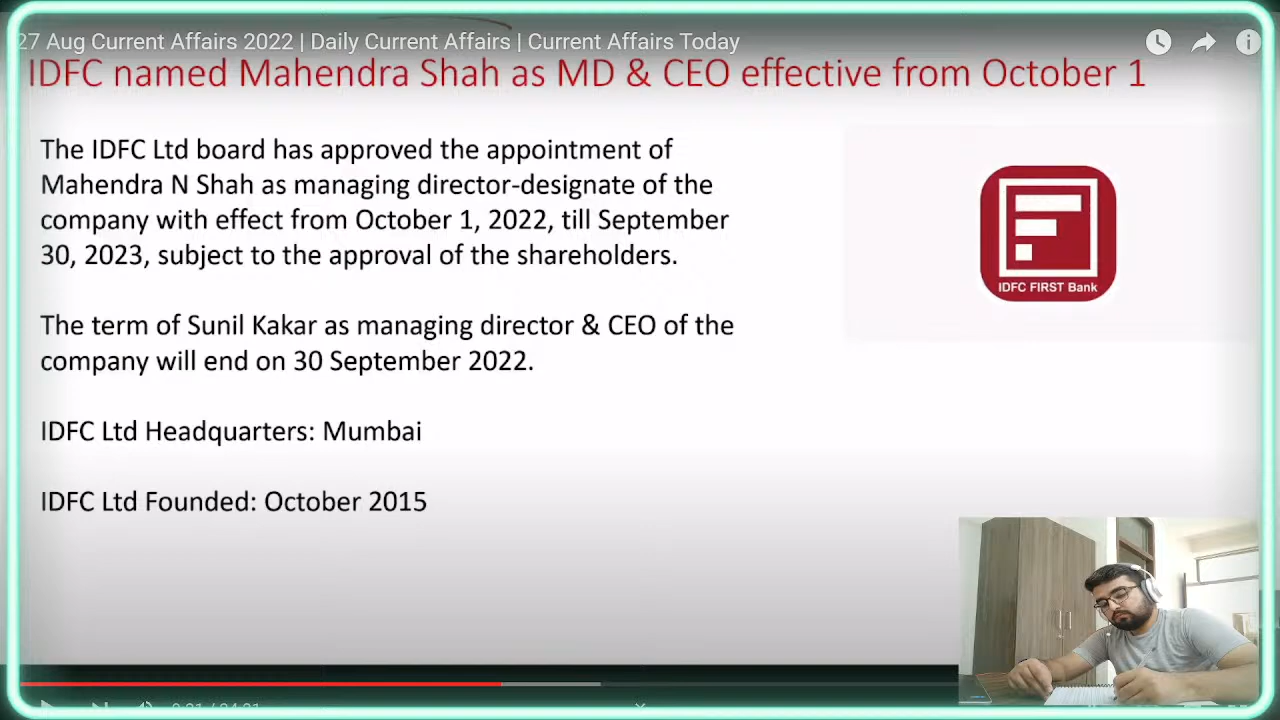 27 Aug Current Affairs 2022 | Daily Current Affairs | Current Affairs Today
IDFC named Mahendra Shah as MD & CEO effective from October 1
The IDFC Ltd board has approved the appointment of
Mahendra N Shah as managing director-designate of the
company with effect from October 1, 2022, till September
30, 2023, subject to the approval of the shareholders.
The term of Sunil Kakar as managing director & CEO of the
company will end on 30 September 2022.
IDFC Ltd Headquarters: Mumbai
IDFC Ltd Founded: October 2015
IDFC FIRST Bank